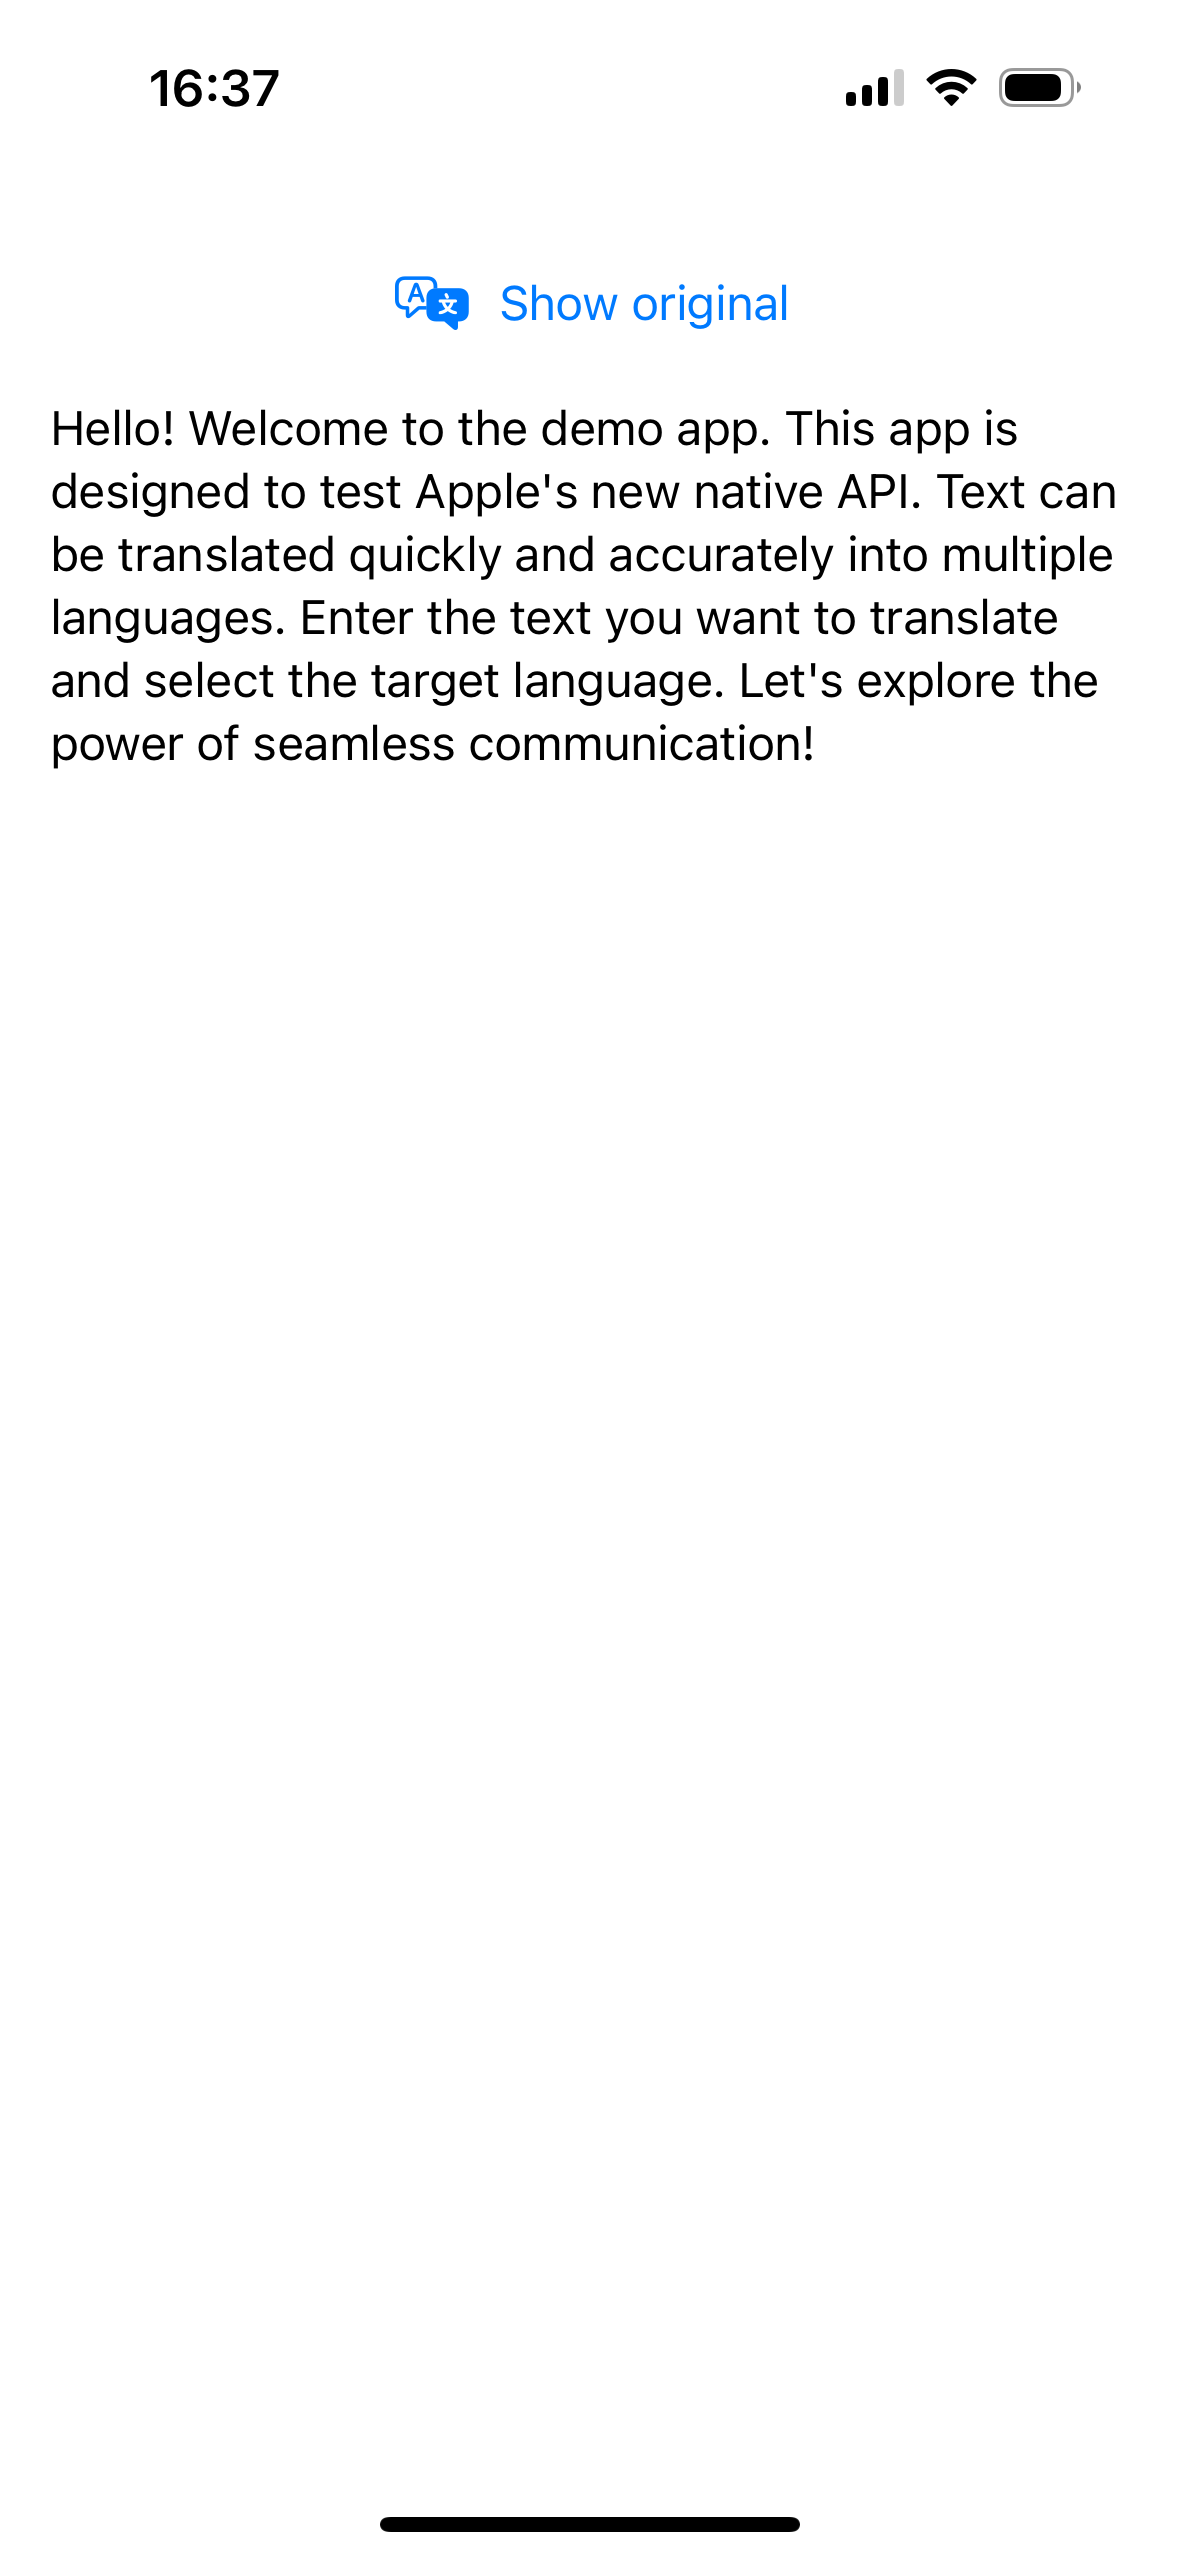 16:37
A 文 Show original
Hello! Welcome to the demo app. This app is
designed to test Apple's new native API. Text can
be translated quickly and accurately into multiple
languages. Enter the text you want to translate
and select the target language. Let's explore the
power of seamless communication!